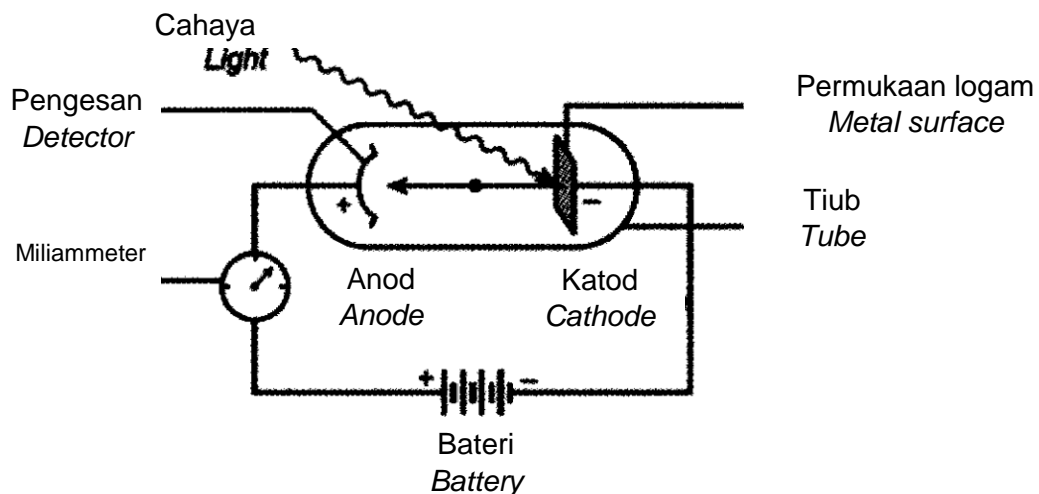 Cahaya
Light
Pengesan
Detector
Permukaan logam
Metal surface
+
−
Tiub
Tube
Miliammeter
Anod
Anode
Katod
Cathode
+
−
Bateri
Battery